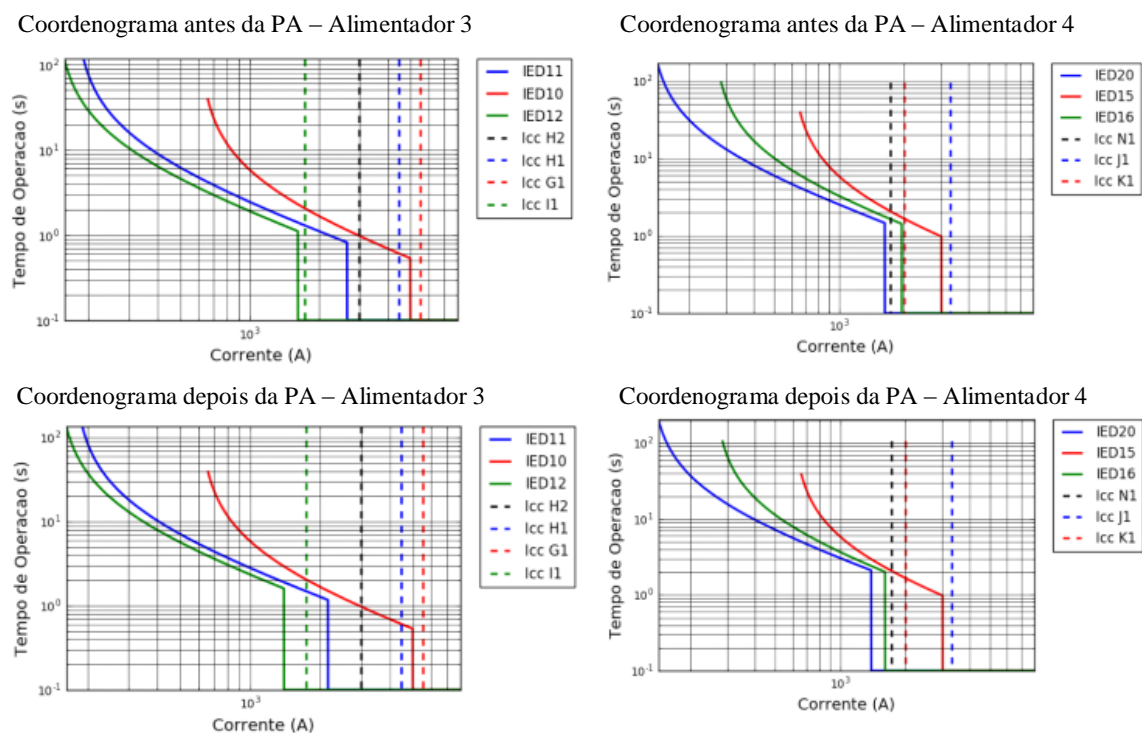 Coordenograma antes da PA – Alimentador 3
Coordenograma antes da PA – Alimentador 4
Tempo de Operacao (s)
10²
10¹
10⁰
10⁻¹
10³
Corrente (A)
IED11
IED10
IED12
Icc H2
Icc H1
Icc G1
Icc I1
Tempo de Operacao (s)
10²
10¹
10⁰
10⁻¹
10³
Corrente (A)
IED20
IED15
IED16
Icc N1
Icc J1
Icc K1
Coordenograma depois da PA – Alimentador 3
Coordenograma depois da PA – Alimentador 4
Tempo de Operacao (s)
10²
10¹
10⁰
10⁻¹
10³
Corrente (A)
IED11
IED10
IED12
Icc H2
Icc H1
Icc G1
Icc I1
Tempo de Operacao (s)
10²
10¹
10⁰
10⁻¹
10³
Corrente (A)
IED20
IED15
IED16
Icc N1
Icc J1
Icc K1